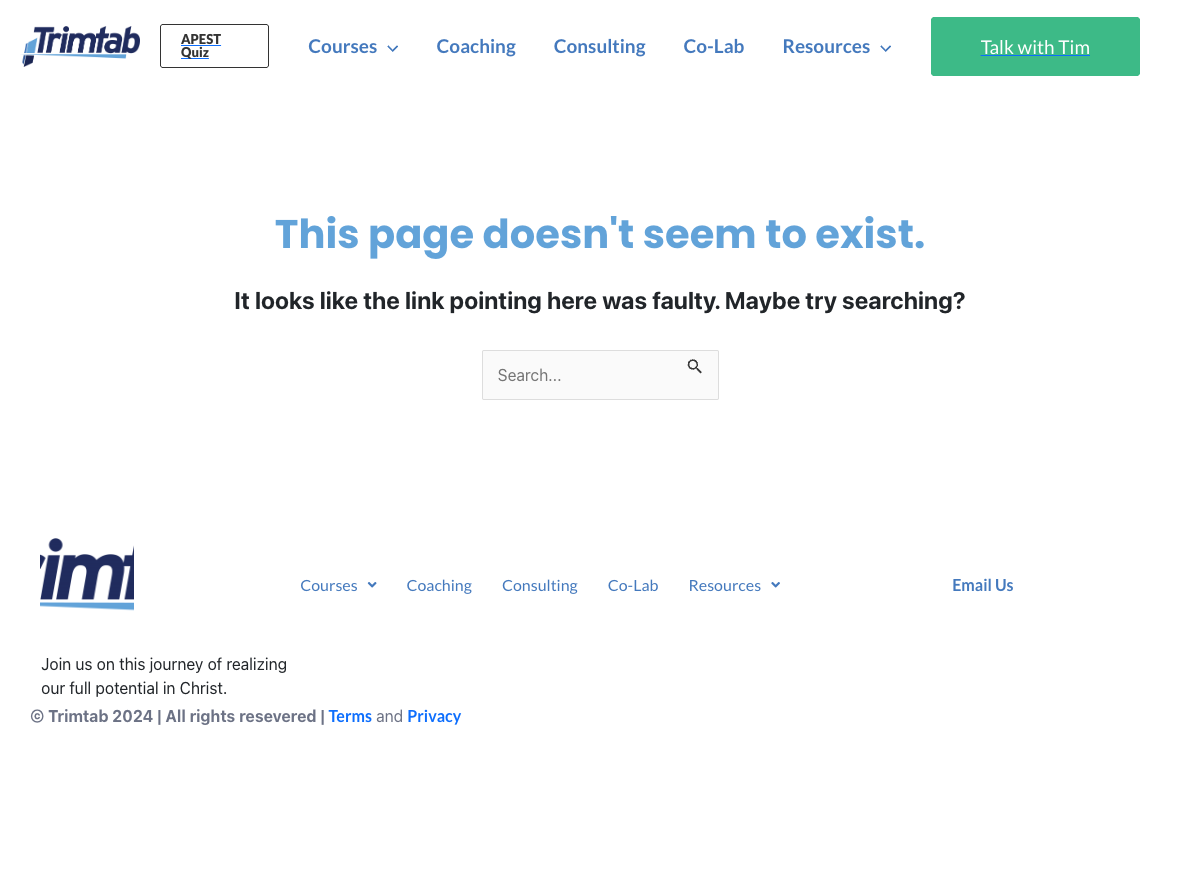 Trimtab
APEST
Quiz
Courses
Coaching
Consulting
Co-Lab
Resources
Talk with Tim
This page doesn't seem to exist.
It looks like the link pointing here was faulty. Maybe try searching?
Search...
im
Courses
Coaching
Consulting
Co-Lab
Resources
Email Us
Join us on this journey of realizing
our full potential in Christ.
© Trimtab 2024 | All rights resevered | Terms and Privacy